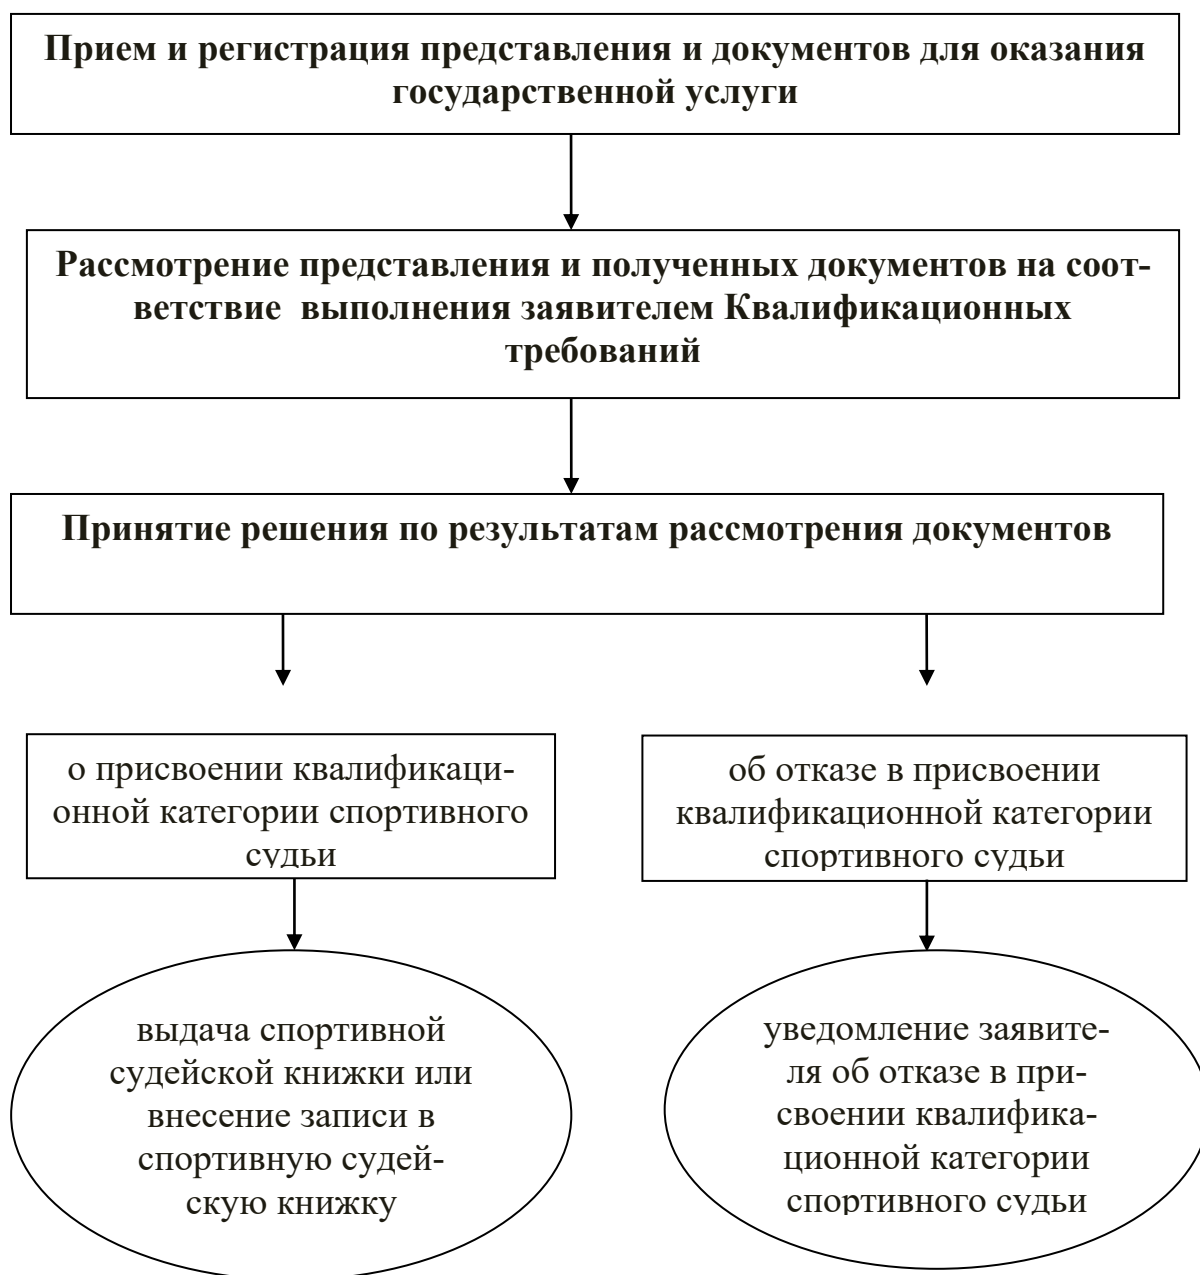 Прием и регистрация представления и документов для оказания
государственной услуги
Рассмотрение представления и полученных документов на соот-
ветствие  выполнения заявителем Квалификационных
требований
Принятие решения по результатам рассмотрения документов
о присвоении квалификаци-
онной категории спортивного
судьи
об отказе в присвоении
квалификационной категории
спортивного судьи
выдача спортивной
судейской книжки или
внесение записи в
спортивную судей-
скую книжку
уведомление заявите-
ля об отказе в при-
своении квалифика-
ционной категории
спортивного судьи